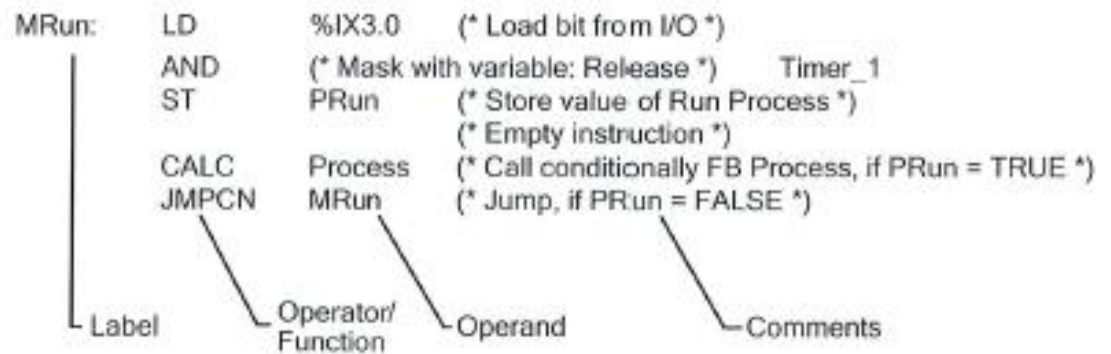 MRun: LD %IX3.0 (* Load bit from I/O *)
AND (* Mask with variable: Release *) Timer_1
ST PRun (* Store value of Run Process *)
(* Empty instruction *)
CALC Process (* Call conditionally FB Process, if PRun = TRUE *)
JMPCN MRun (* Jump, if PRun = FALSE *)
Label Operator/ Operand Comments
Function